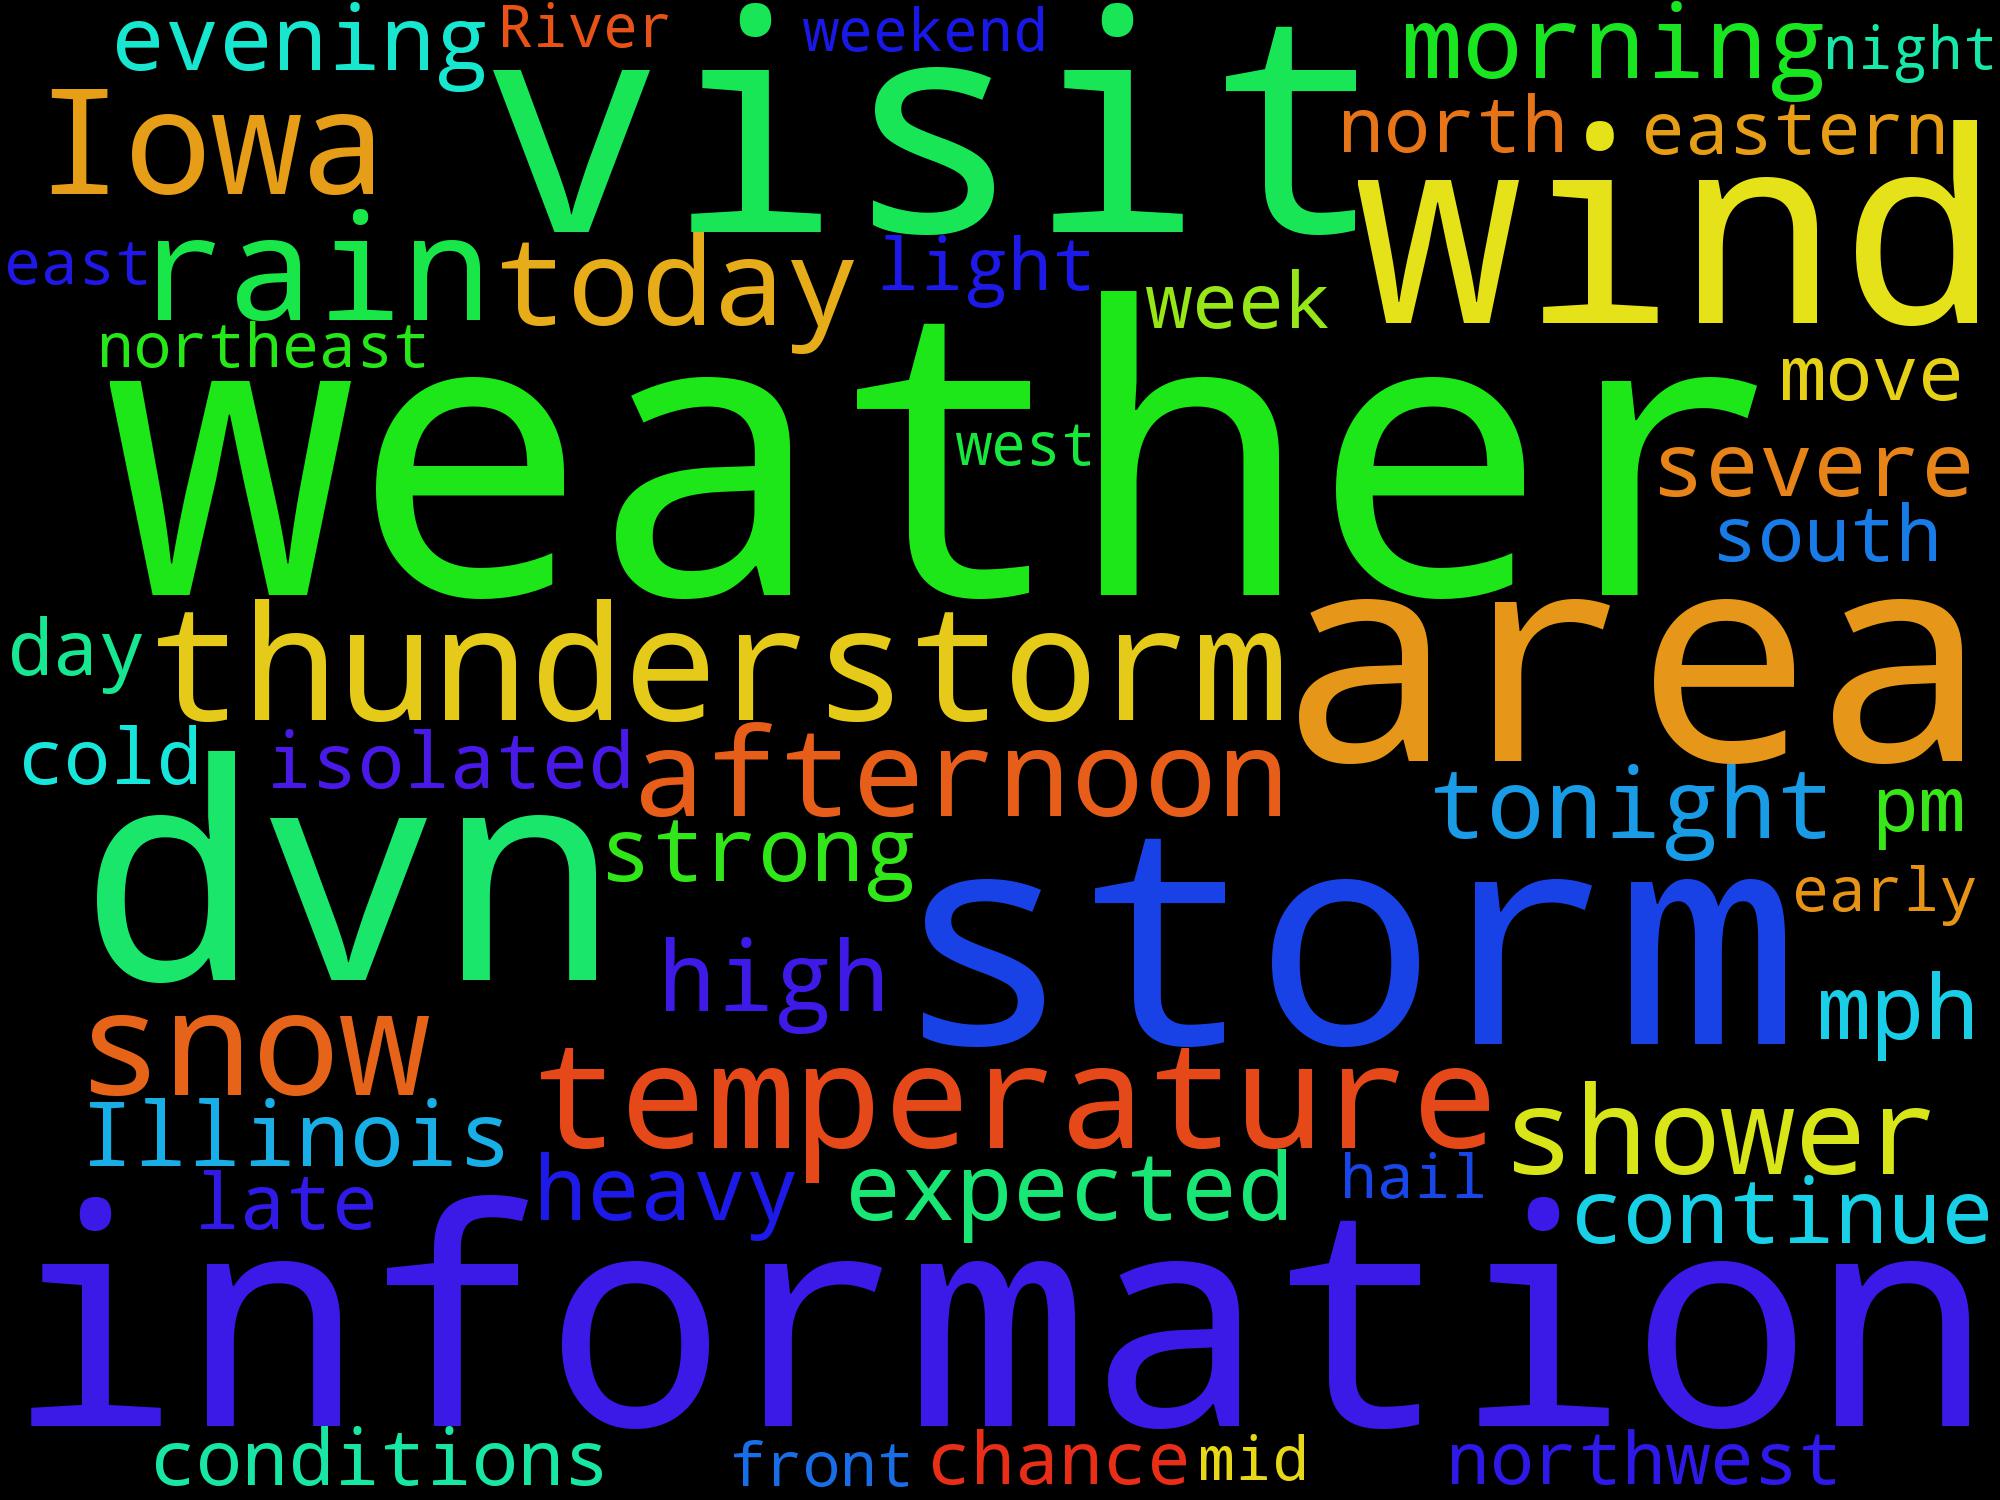 evening River weekend morning night
visit
Iowa north eastern
wind
east rain today light week
northeast
weather
move
west
severe
south
area
day thunderstorm
cold isolated afternoon
tonight pm
dvn
strong
storm
early
high
mph
snow
temperature
shower
Illinois
late heavy expected hail
continue
information
conditions front chance mid northwest